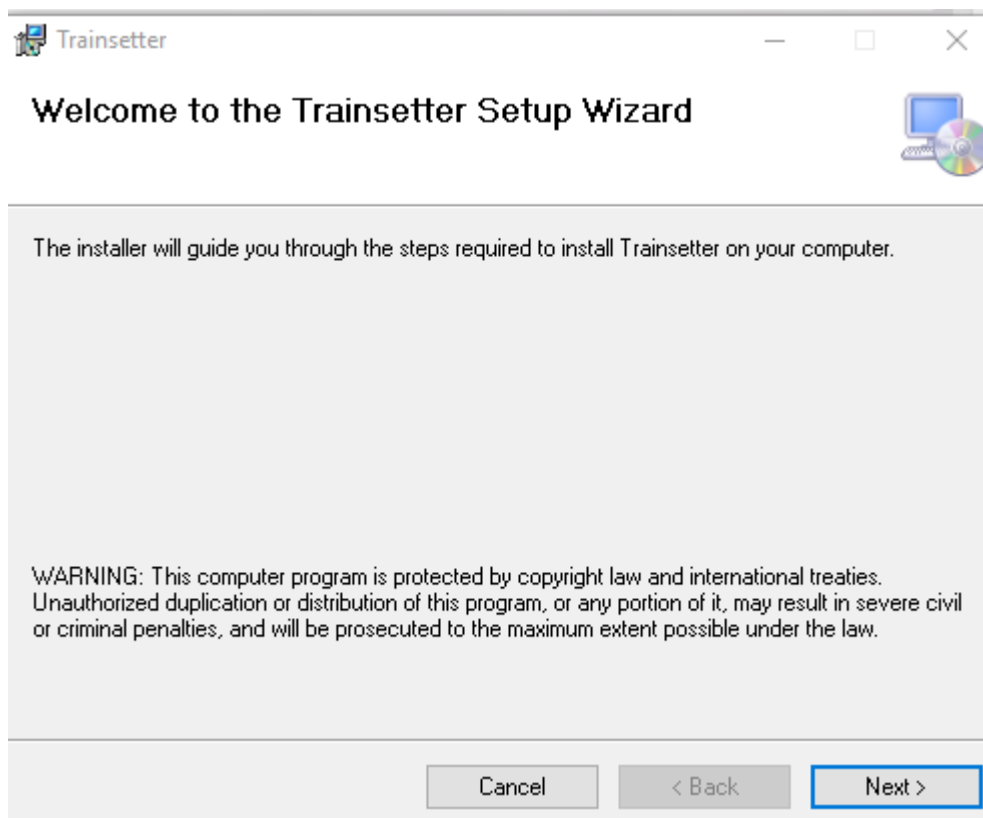 Trainsetter
Welcome to the Trainsetter Setup Wizard
The installer will guide you through the steps required to install Trainsetter on your computer.
WARNING: This computer program is protected by copyright law and international treaties.
Unauthorized duplication or distribution of this program, or any portion of it, may result in severe civil
or criminal penalties, and will be prosecuted to the maximum extent possible under the law.
Cancel < Back Next >